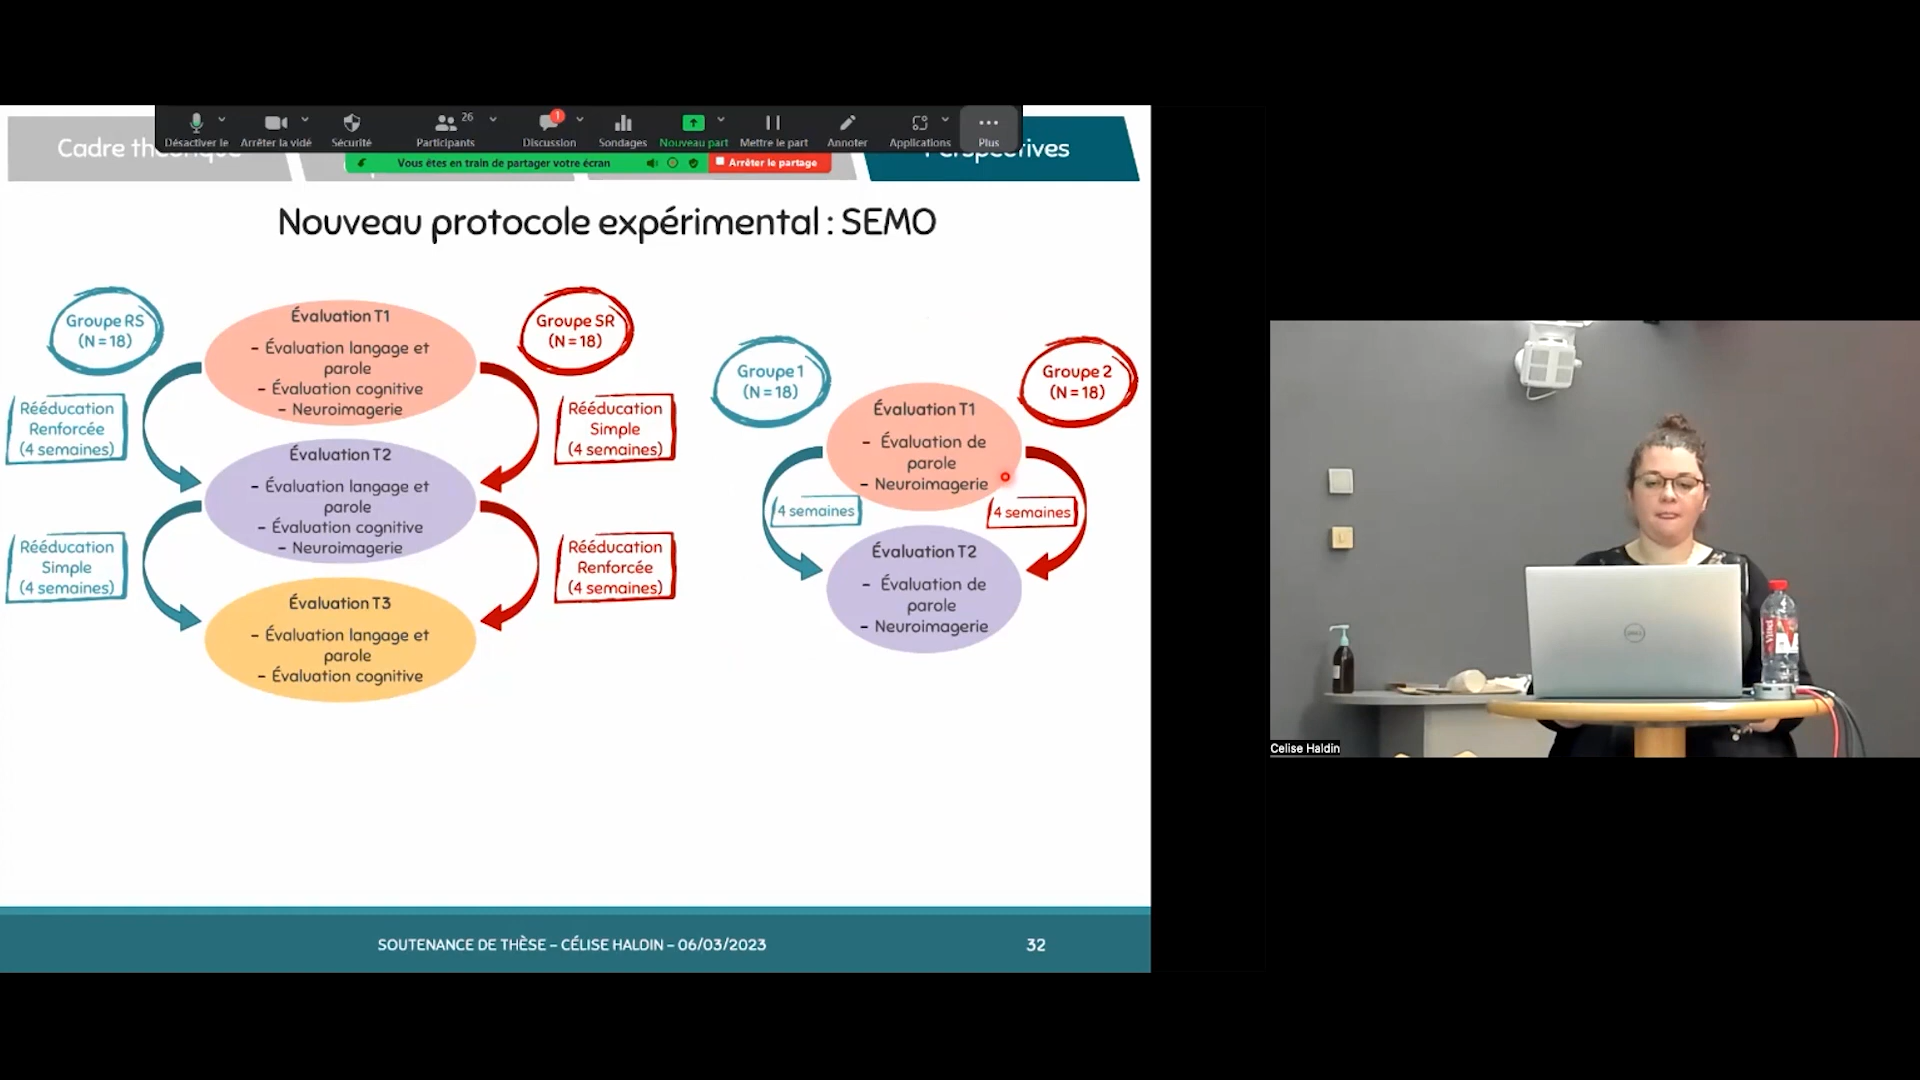 26
1
Désactiver le
Arrêter la vidé
Sécurité
Participants
Discussion
Sondages
Nouveau part
Mettre le part
Annoter
Applications
Plus
Vous êtes en train de partager votre écran
Arrêter le partage
Cadre théorique
Perspectives
Nouveau protocole expérimental : SEMO
Groupe RS
(N = 18)
Évaluation T1
- Évaluation langage et
parole
- Évaluation cognitive
- Neuroimagerie
Groupe SR
(N = 18)
Rééducation
Renforcée
(4 semaines)
Rééducation
Simple
(4 semaines)
Évaluation T2
- Évaluation langage et
parole
- Évaluation cognitive
- Neuroimagerie
Rééducation
Simple
(4 semaines)
Rééducation
Renforcée
(4 semaines)
Évaluation T3
- Évaluation langage et
parole
- Évaluation cognitive
Groupe 1
(N = 18)
Groupe 2
(N = 18)
Évaluation T1
- Évaluation de
parole
- Neuroimagerie
4 semaines
4 semaines
Évaluation T2
- Évaluation de
parole
- Neuroimagerie
SOUTENANCE DE THÈSE – CÉLISE HALDIN – 06/03/2023
32
DELL
Celise Haldin